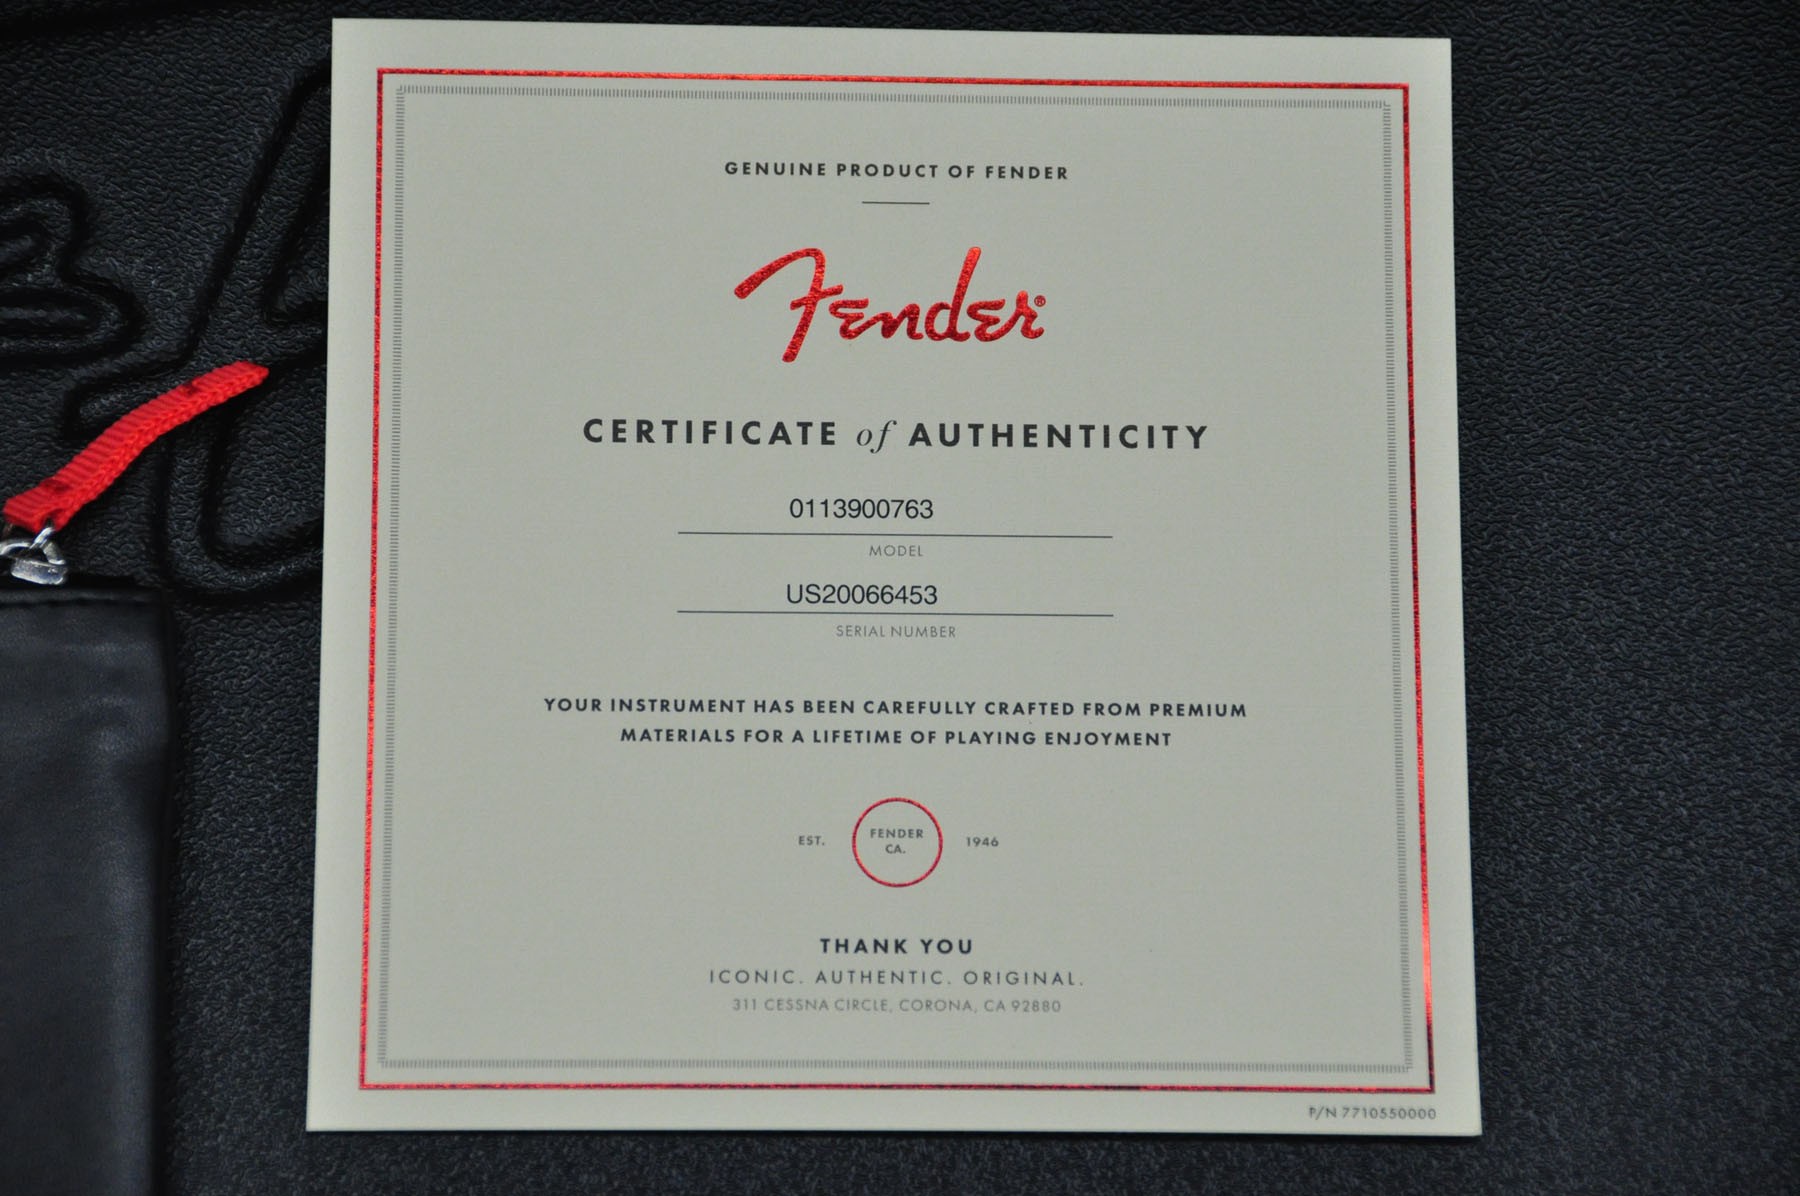 GENUINE PRODUCT OF FENDER
Fender®
CERTIFICATE of AUTHENTICITY
0113900763
MODEL
US20066453
SERIAL NUMBER
YOUR INSTRUMENT HAS BEEN CAREFULLY CRAFTED FROM PREMIUM
MATERIALS FOR A LIFETIME OF PLAYING ENJOYMENT
EST. FENDER CA. 1946
THANK YOU
ICONIC. AUTHENTIC. ORIGINAL.
311 CESSNA CIRCLE, CORONA, CA 92880
P/N 7710550000